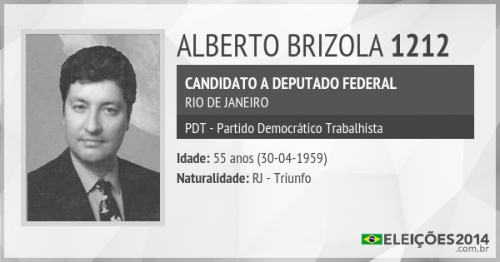 ALBERTO BRIZOLA 1212
CANDIDATO A DEPUTADO FEDERAL
RIO DE JANEIRO
PDT - Partido Democrático Trabalhista
Idade: 55 anos (30-04-1959)
Naturalidade: RJ - Triunfo
ELEIÇÕES2014
.com.br